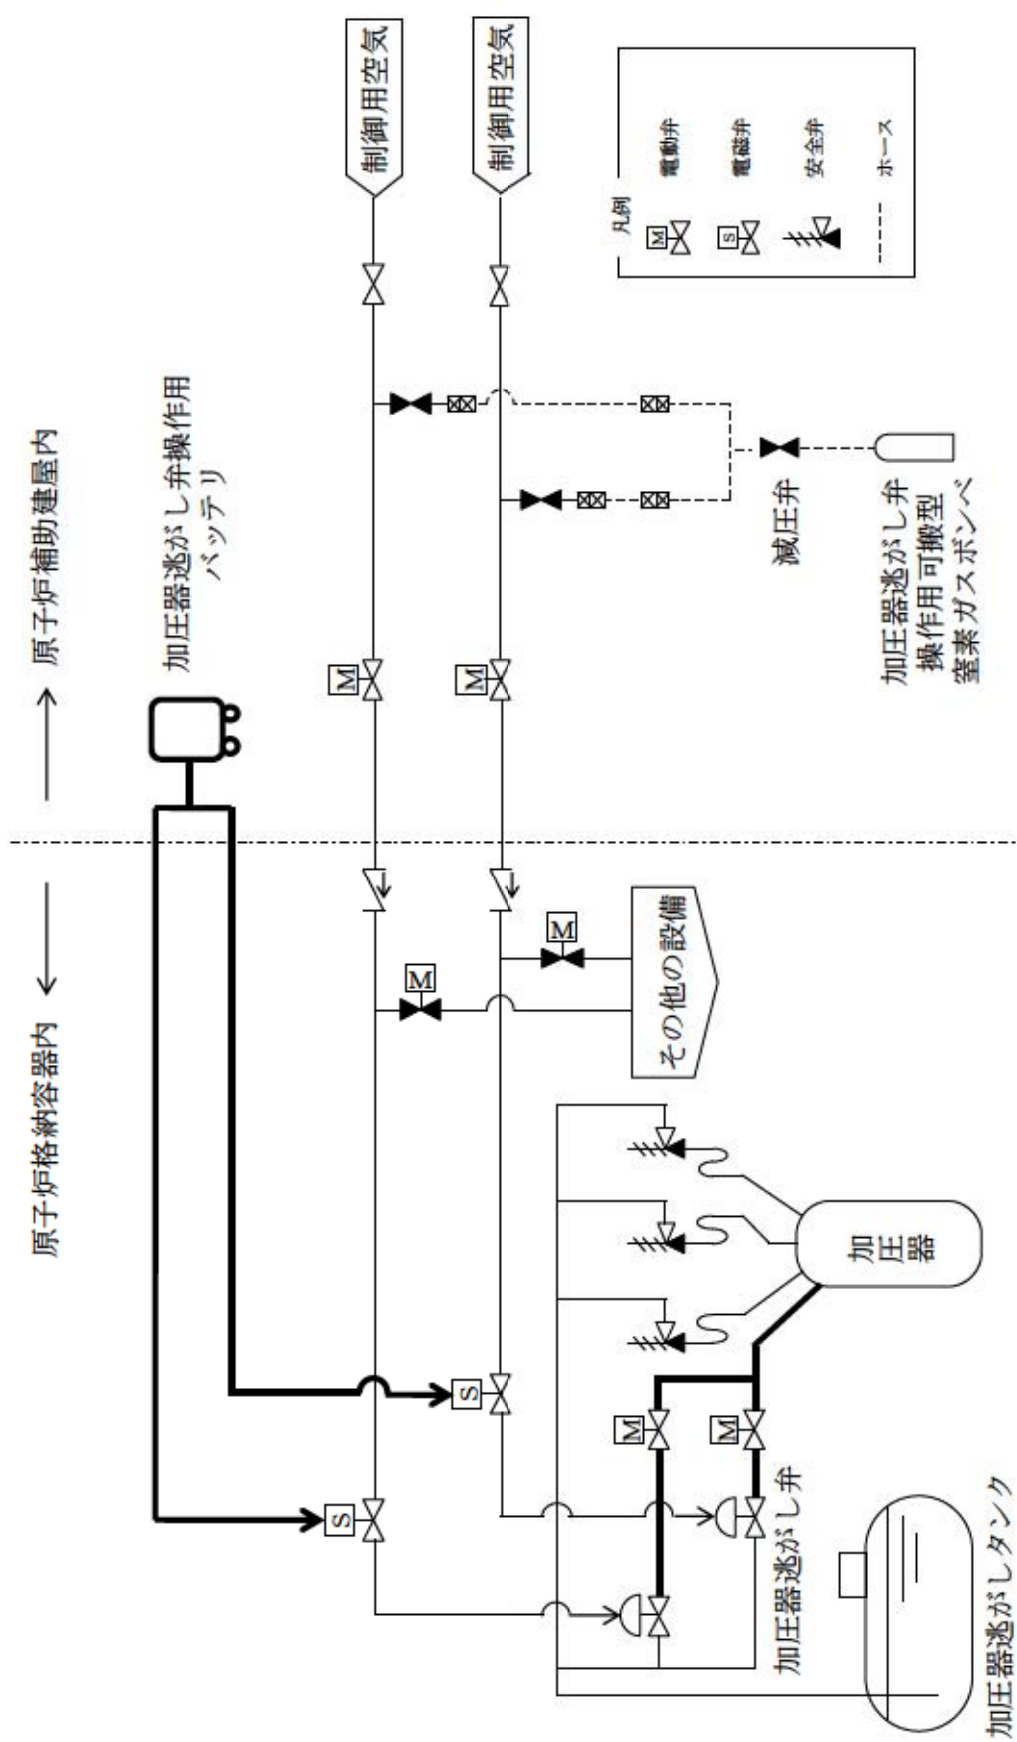 原子炉格納容器内
原子炉補助建屋内
加圧器逃がし弁操作用
バッテリ
制御用空気
制御用空気
M
M
M
M
S
S
その他の設備
M
M
加圧器逃がし弁
加
圧
器
加圧器逃がしタンク
減圧弁
加圧器逃がし弁
操作用可搬型
窒素ガスボンベ
凡例
M 電動弁
S 電磁弁
安全弁
ホース